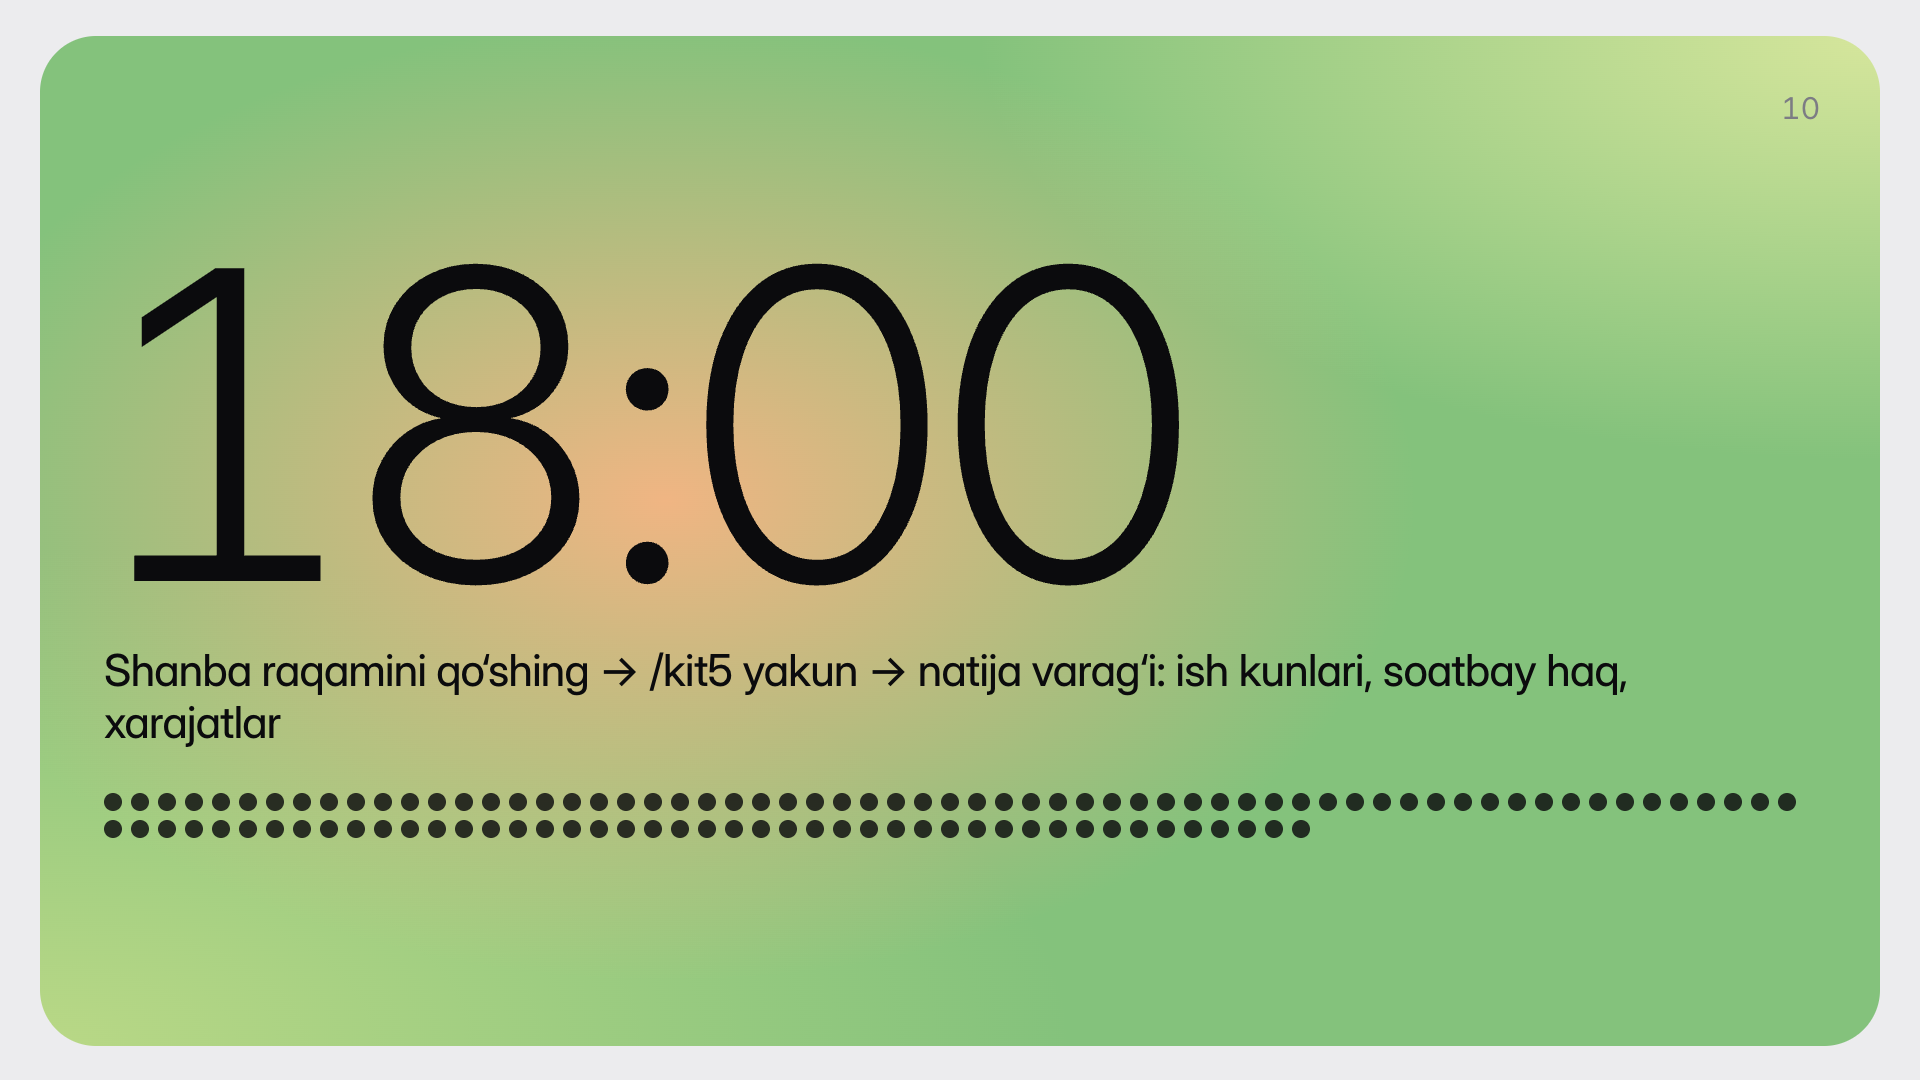 10
18:00
Shanba raqamini qo‘shing → /kit5 yakun → natija varag‘i: ish kunlari, soatbay haq,
xarajatlar